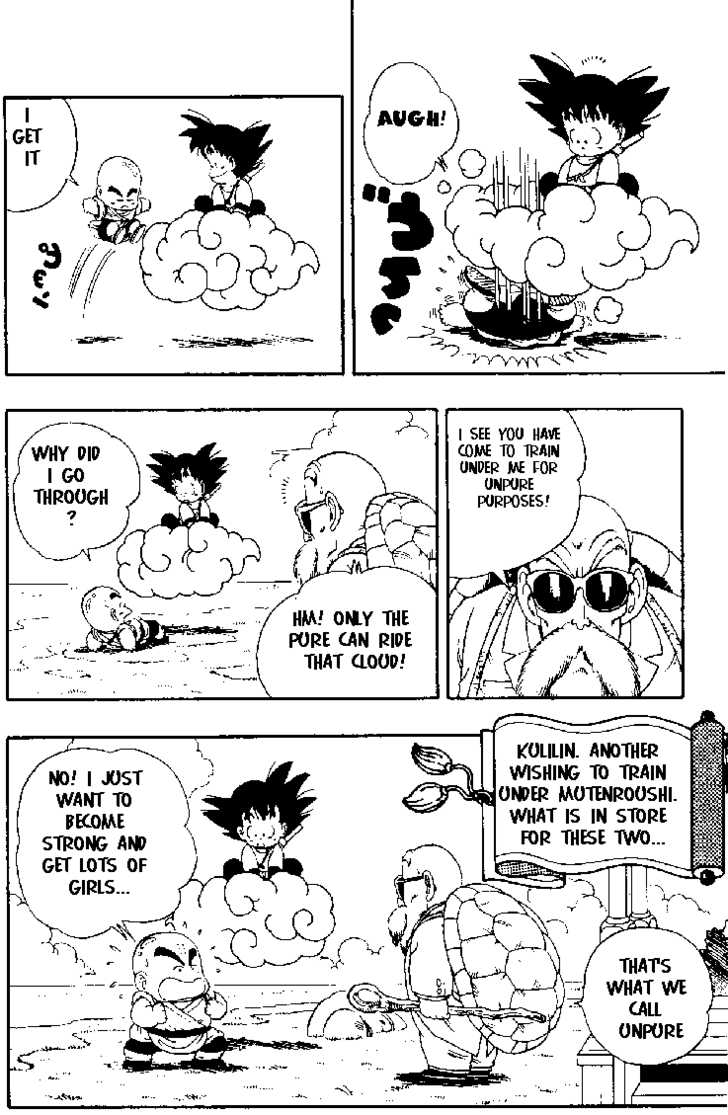 I
GET
IT
AUGH!
WHY DID
I GO
THROUGH
?
HM! ONLY THE
PURE CAN RIDE
THAT CLOUD!
I SEE YOU HAVE
COME TO TRAIN
UNDER ME FOR
UNPURE
PURPOSES!
NO! I JUST
WANT TO
BECOME
STRONG AND
GET LOTS OF
GIRLS...
KULILIN. ANOTHER
WISHING TO TRAIN
UNDER MUTENROUSHI.
WHAT IS IN STORE
FOR THESE TWO...
THAT'S
WHAT WE
CALL
UNPURE